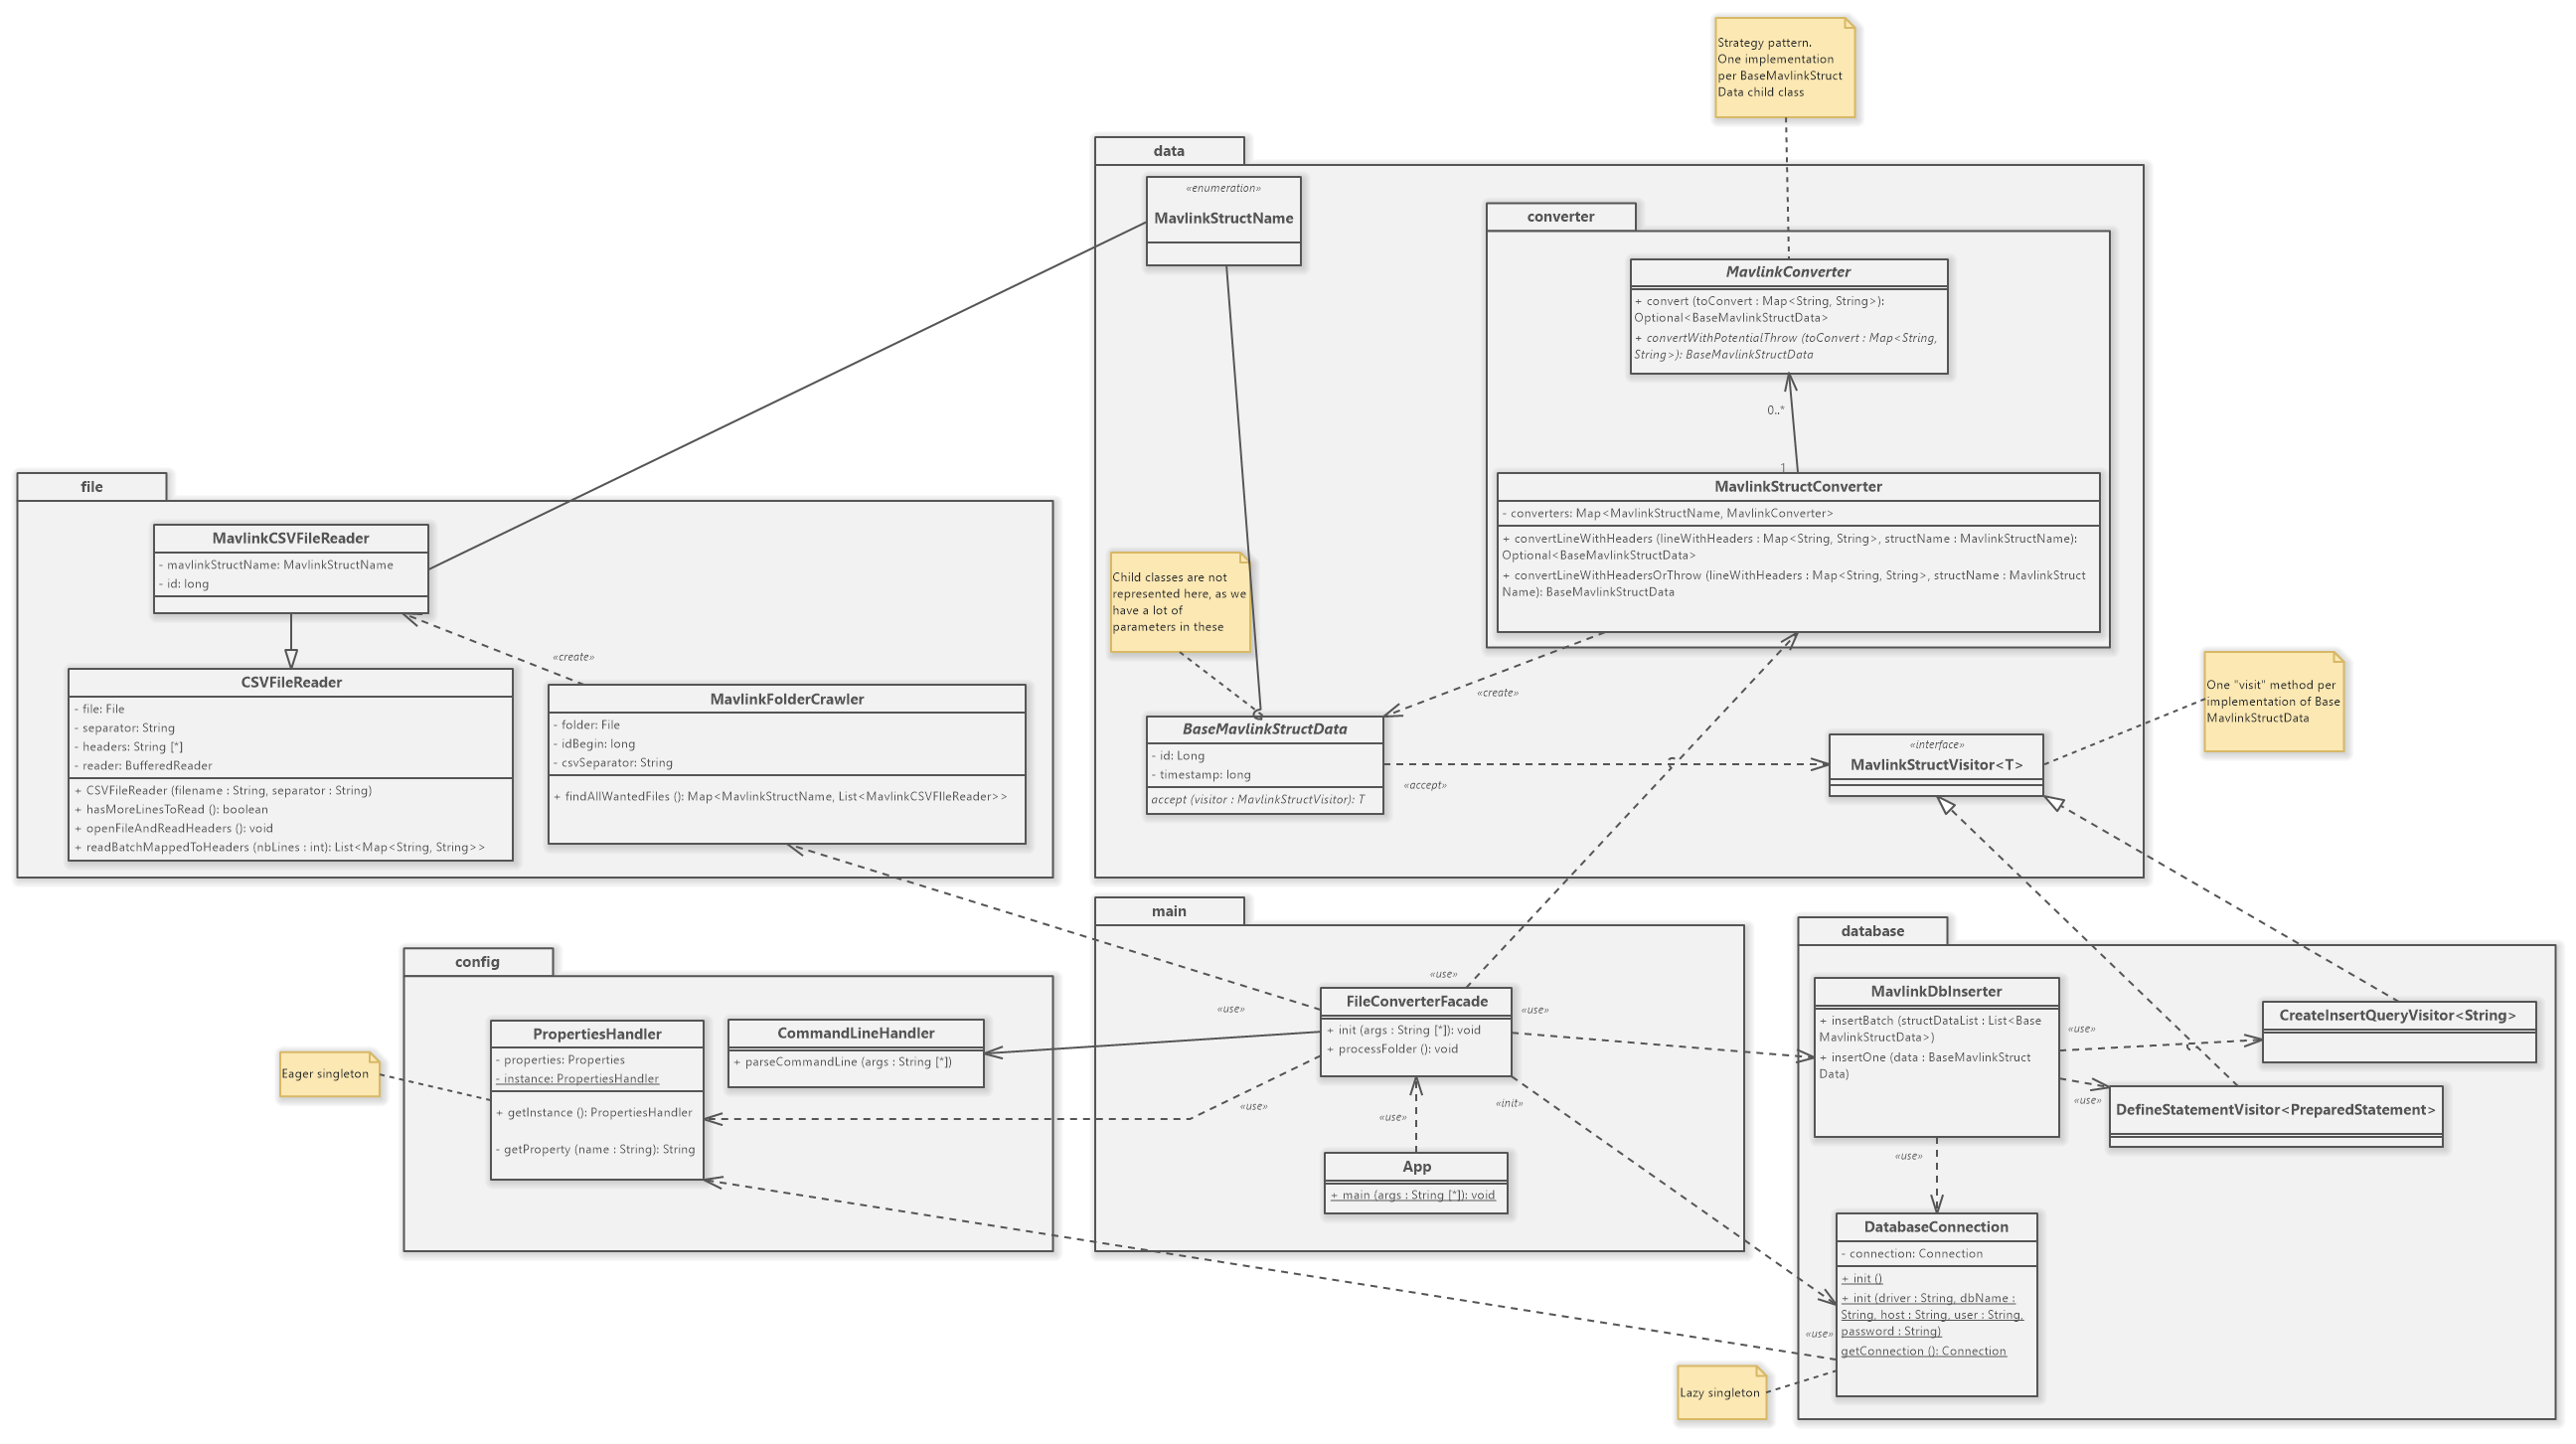 Strategy pattern.
One implementation
per BaseMavlinkStruct
Data child class
data
«enumeration»
MavlinkStructName
converter
MavlinkConverter
+ convert (toConvert : Map<String, String>):
Optional<BaseMavlinkStructData>
+ convertWithPotentialThrow (toConvert : Map<String,
String>): BaseMavlinkStructData
0..*
1
MavlinkStructConverter
- converters: Map<MavlinkStructName, MavlinkConverter>
+ convertLineWithHeaders (lineWithHeaders : Map<String, String>, structName : MavlinkStructName):
Optional<BaseMavlinkStructData>
+ convertLineWithHeadersOrThrow (lineWithHeaders : Map<String, String>, structName : MavlinkStruct
Name): BaseMavlinkStructData
Child classes are not
represented here, as we
have a lot of
parameters in these
«create»
BaseMavlinkStructData
- id: Long
- timestamp: long
accept (visitor : MavlinkStructVisitor): T
«accept»
«interface»
MavlinkStructVisitor<T>
One "visit" method per
implementation of Base
MavlinkStructData
file
MavlinkCSVFileReader
- mavlinkStructName: MavlinkStructName
- id: long
«create»
CSVFileReader
- file: File
- separator: String
- headers: String [*]
- reader: BufferedReader
+ CSVFileReader (filename : String, separator : String)
+ hasMoreLinesToRead (): boolean
+ openFileAndReadHeaders (): void
+ readBatchMappedToHeaders (nbLines : int): List<Map<String, String>>
MavlinkFolderCrawler
- folder: File
- idBegin: long
- csvSeparator: String
+ findAllWantedFiles (): Map<MavlinkStructName, List<MavlinkCSVFIleReader>>
config
PropertiesHandler
- properties: Properties
- instance: PropertiesHandler
+ getInstance (): PropertiesHandler
- getProperty (name : String): String
Eager singleton
CommandLineHandler
+ parseCommandLine (args : String [*])
main
«use»
«use»
«use»
FileConverterFacade
+ init (args : String [*]): void
+ processFolder (): void
«use»
«use»
«init»
App
+ main (args : String [*]): void
database
MavlinkDbInserter
+ insertBatch (structDataList : List<Base
MavlinkStructData>)
+ insertOne (data : BaseMavlinkStruct
Data)
«use»
«use»
CreateInsertQueryVisitor<String>
DefineStatementVisitor<PreparedStatement>
«use»
DatabaseConnection
- connection: Connection
+ init ()
+ init (driver : String, dbName :
String, host : String, user : String,
password : String)
getConnection (): Connection
«use»
Lazy singleton